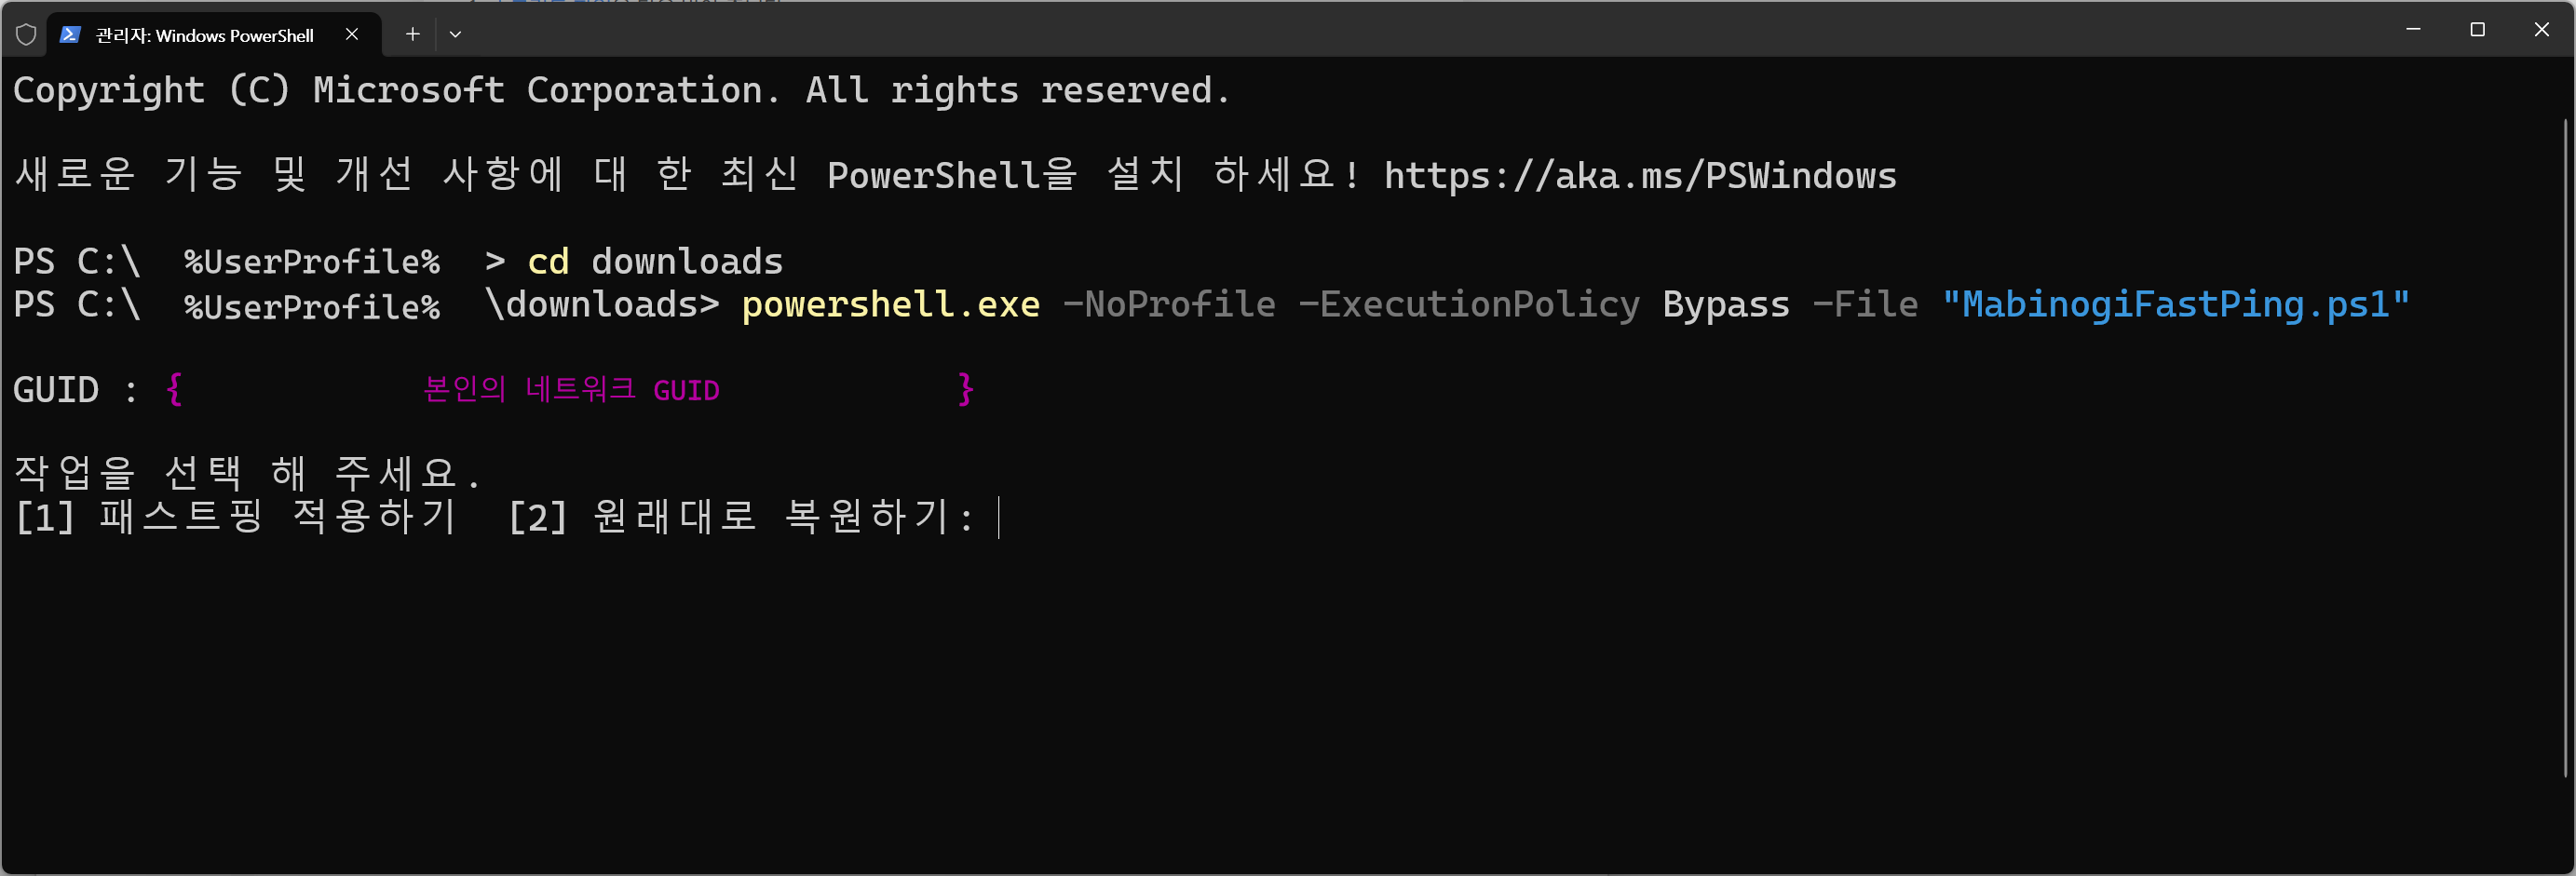 관리자: Windows PowerShell
Copyright (C) Microsoft Corporation. All rights reserved.
새로운 기능 및 개선 사항에 대 한 최신 PowerShell을 설치 하세요! https://aka.ms/PSWindows
PS C:\ %UserProfile% > cd downloads
PS C:\ %UserProfile% \downloads> powershell.exe -NoProfile -ExecutionPolicy Bypass -File "MabinogiFastPing.ps1"
GUID : { 본인의 네트워크 GUID }
작업을 선택 해 주세요.
[1] 패스트핑 적용하기 [2] 원래대로 복원하기: